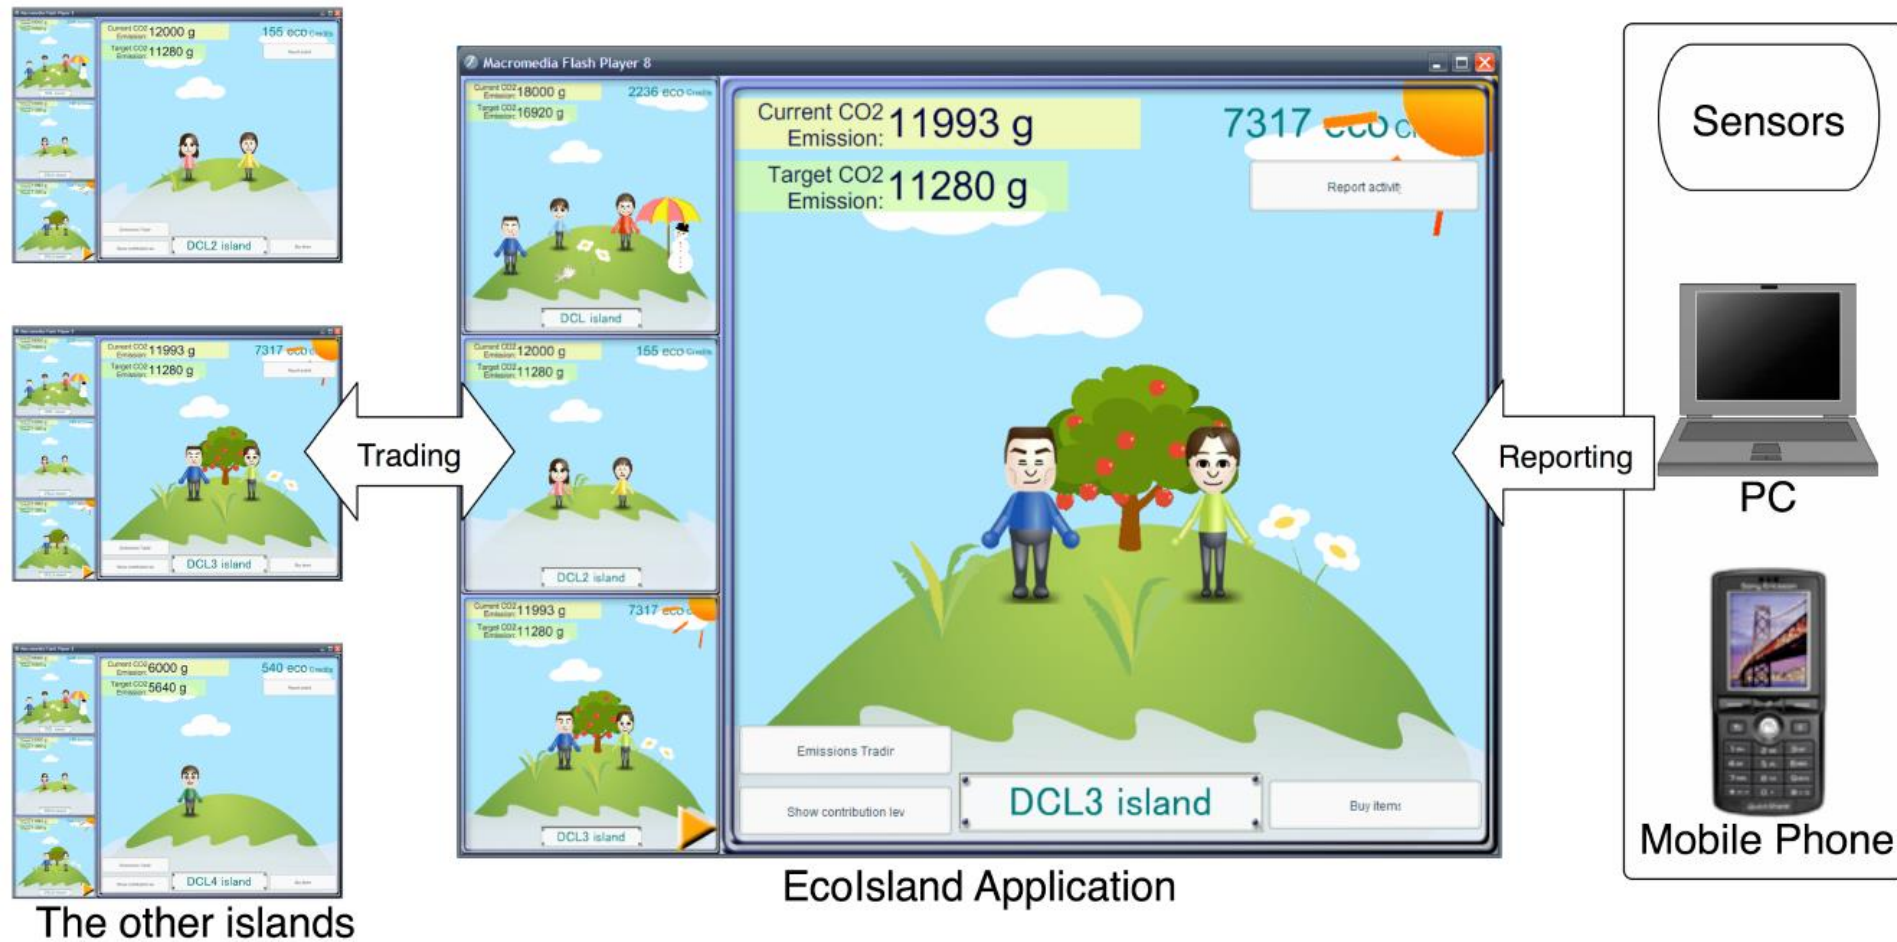 Current CO2
Emission: 12000 g
155 eco Credits
Target CO2
Emission: 11280 g
DCL2 island
Current CO2
Emission: 11993 g
7317 eco
Target CO2
Emission: 11280 g
DCL3 island
Current CO2
Emission: 6000 g
540 eco Credits
Target CO2
Emission: 5640 g
DCL4 island
The other islands
Trading
Macromedia Flash Player 8
Current CO2
Emission: 18000 g
2236 eco Credits
Target CO2
Emission: 16920 g
DCL island
Current CO2
Emission: 12000 g
155 eco Credits
Target CO2
Emission: 11280 g
DCL2 island
Current CO2
Emission: 11993 g
7317 eco
Target CO2
Emission: 11280 g
DCL3 island
Current CO2
Emission: 11993 g
7317 eco
Target CO2
Emission: 11280 g
Report activit
Emissions Tradin
Show contribution lev
DCL3 island
Buy items
EcoIsland Application
Reporting
Sensors
PC
Sony Ericsson
Mobile Phone